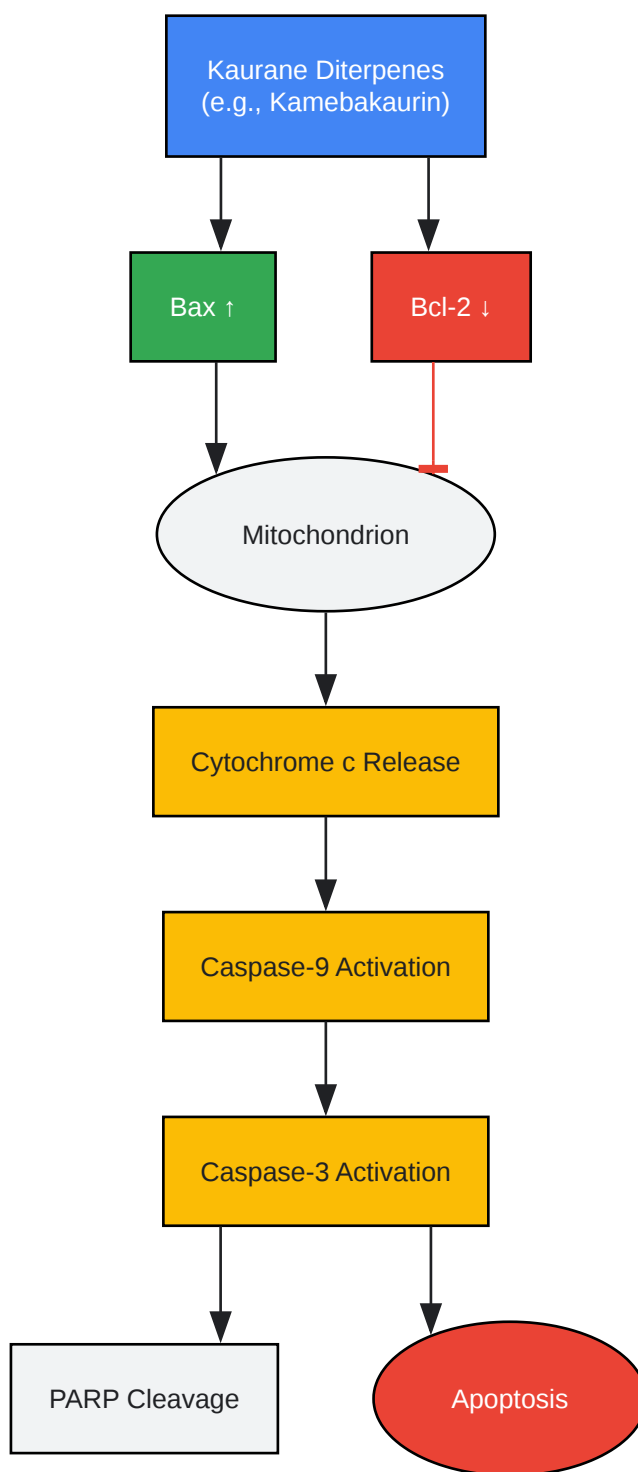 Kaurane Diterpenes
(e.g., Kamebakaurin)
Bax ↑
Bcl-2 ↓
Mitochondrion
Cytochrome c Release
Caspase-9 Activation
Caspase-3 Activation
PARP Cleavage
Apoptosis